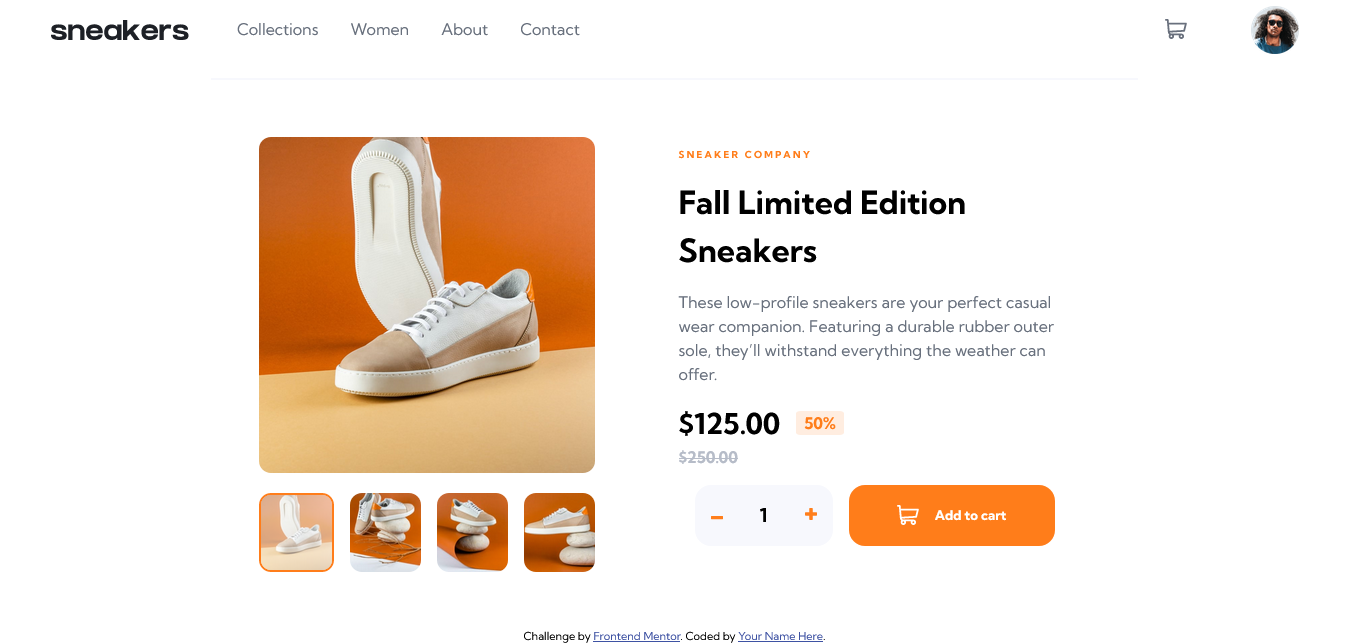 sneakers
Collections Women About Contact
SNEAKER COMPANY
Fall Limited Edition
Sneakers
These low-profile sneakers are your perfect casual
wear companion. Featuring a durable rubber outer
sole, they’ll withstand everything the weather can
offer.
$125.00 50%
$250.00
– 1 + Add to cart
Challenge by Frontend Mentor. Coded by Your Name Here.